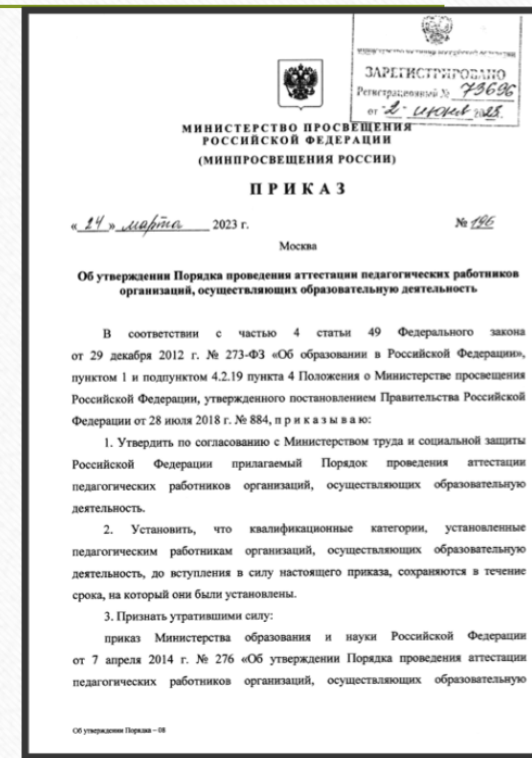 ЗАРЕГИСТРИРОВАНО
Регистрационный № 73696
от "2" июня 2023.
МИНИСТЕРСТВО ПРОСВЕЩЕНИЯ
РОССИЙСКОЙ ФЕДЕРАЦИИ
(МИНПРОСВЕЩЕНИЯ РОССИИ)
ПРИКАЗ
« 24 » марта 2023 г. № 196
Москва
Об утверждении Порядка проведения аттестации педагогических работников
организаций, осуществляющих образовательную деятельность
В соответствии с частью 4 статьи 49 Федерального закона
от 29 декабря 2012 г. № 273-ФЗ «Об образовании в Российской Федерации»,
пунктом 1 и подпунктом 4.2.19 пункта 4 Положения о Министерстве просвещения
Российской Федерации, утвержденного постановлением Правительства Российской
Федерации от 28 июля 2018 г. № 884, п р и к а з ы в а ю:
1. Утвердить по согласованию с Министерством труда и социальной защиты
Российской Федерации прилагаемый Порядок проведения аттестации
педагогических работников организаций, осуществляющих образовательную
деятельность.
2. Установить, что квалификационные категории, установленные
педагогическим работникам организаций, осуществляющих образовательную
деятельность, до вступления в силу настоящего приказа, сохраняются в течение
срока, на который они были установлены.
3. Признать утратившими силу:
приказ Министерства образования и науки Российской Федерации
от 7 апреля 2014 г. № 276 «Об утверждении Порядка проведения аттестации
педагогических работников организаций, осуществляющих образовательную
Об утверждении Порядка – 08